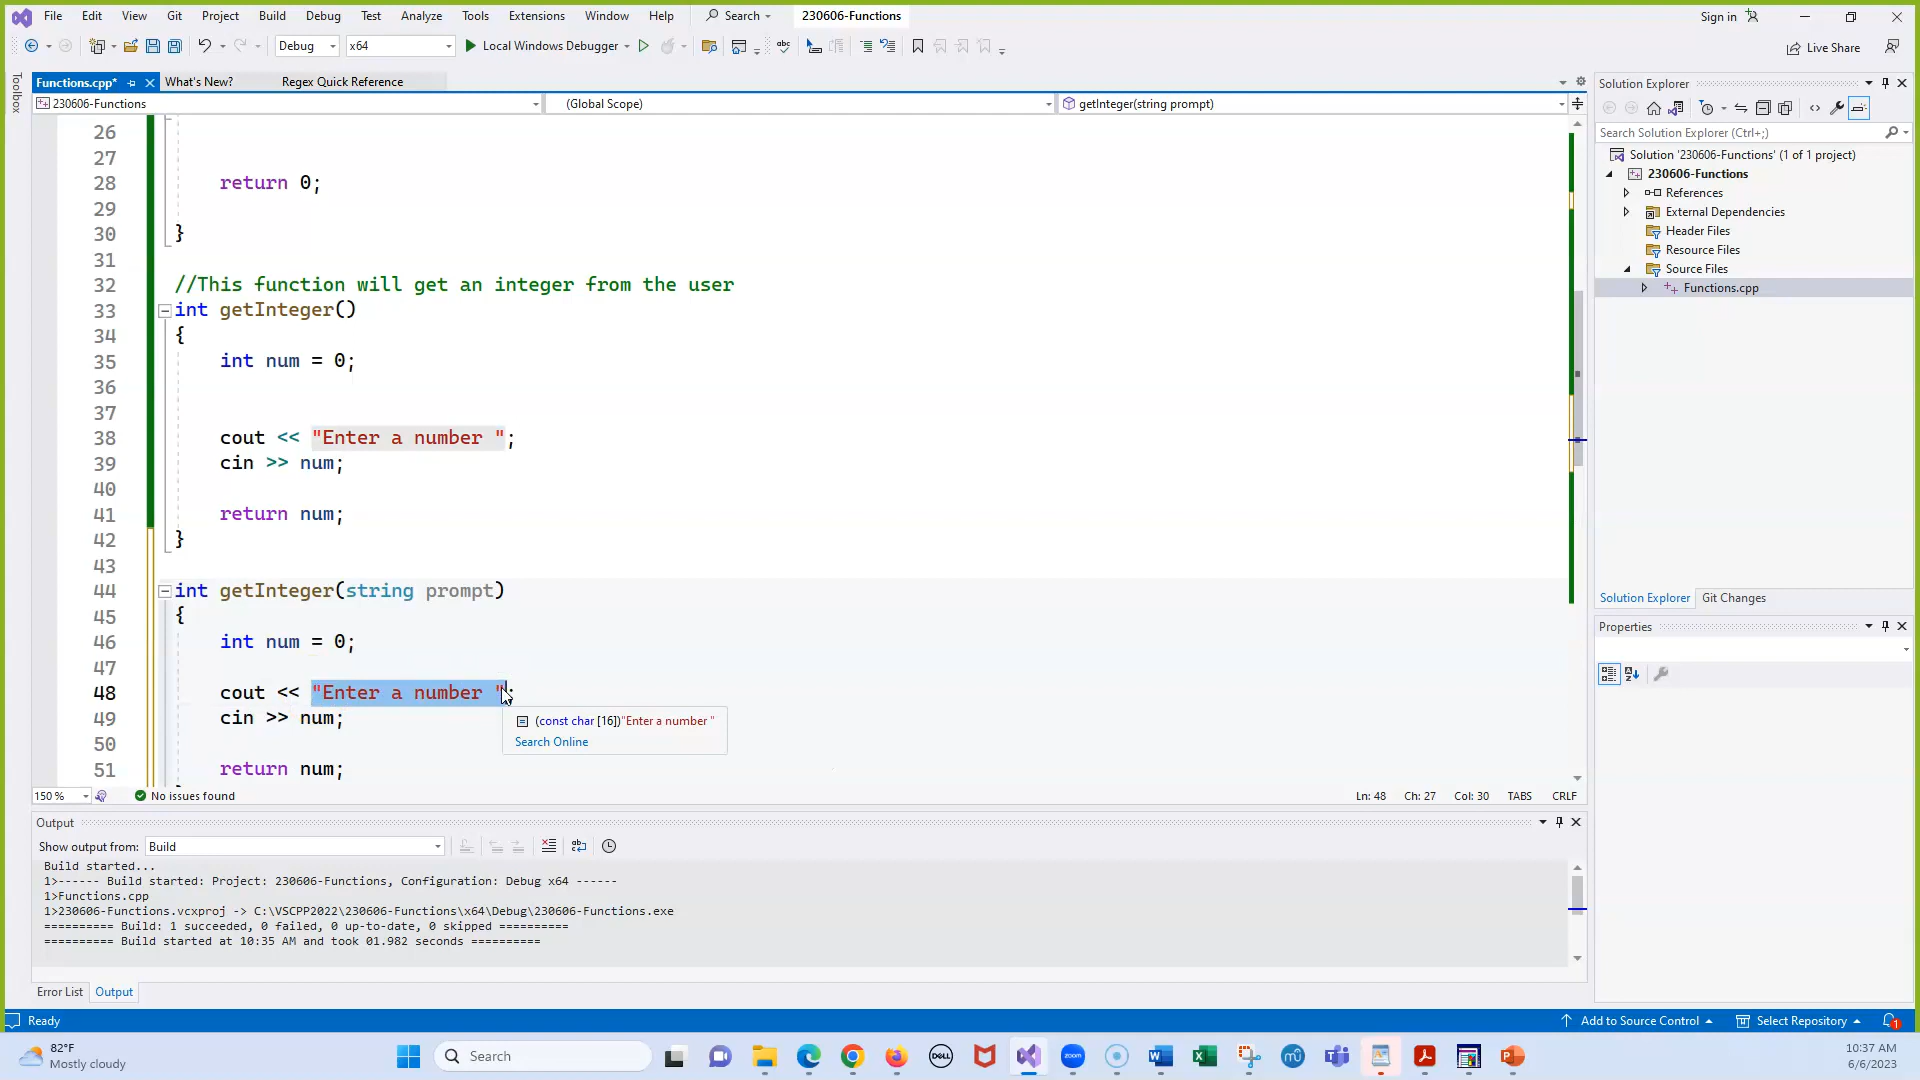 File Edit View Git Project Build Debug Test Analyze Tools Extensions Window Help Search 230606-Functions Sign in
Debug x64 Local Windows Debugger Live Share
Toolbox
Functions.cpp* What's New? Regex Quick Reference
230606-Functions (Global Scope) getInteger(string prompt)
26
27
28 return 0;
29
30 }
31
32 //This function will get an integer from the user
33 int getInteger()
34 {
35 int num = 0;
36
37
38 cout << "Enter a number ";
39 cin >> num;
40
41 return num;
42 }
43
44 int getInteger(string prompt)
45 {
46 int num = 0;
47
48 cout << "Enter a number ";
49 cin >> num;
50
51 return num;
(const char [16])"Enter a number "
Search Online
150 % No issues found Ln: 48 Ch: 27 Col: 30 TABS CRLF
Output
Show output from: Build
Build started...
1>------ Build started: Project: 230606-Functions, Configuration: Debug x64 ------
1>Functions.cpp
1>230606-Functions.vcxproj -> C:\VSCPP2022\230606-Functions\x64\Debug\230606-Functions.exe
========== Build: 1 succeeded, 0 failed, 0 up-to-date, 0 skipped ==========
========== Build started at 10:35 AM and took 01.982 seconds ==========
Error List Output
Solution Explorer
Search Solution Explorer (Ctrl+;)
Solution '230606-Functions' (1 of 1 project)
230606-Functions
References
External Dependencies
Header Files
Resource Files
Source Files
Functions.cpp
Solution Explorer Git Changes
Properties
Ready Add to Source Control Select Repository 1
82°F
Mostly cloudy
Search
DELL
zoom
10:37 AM
6/6/2023